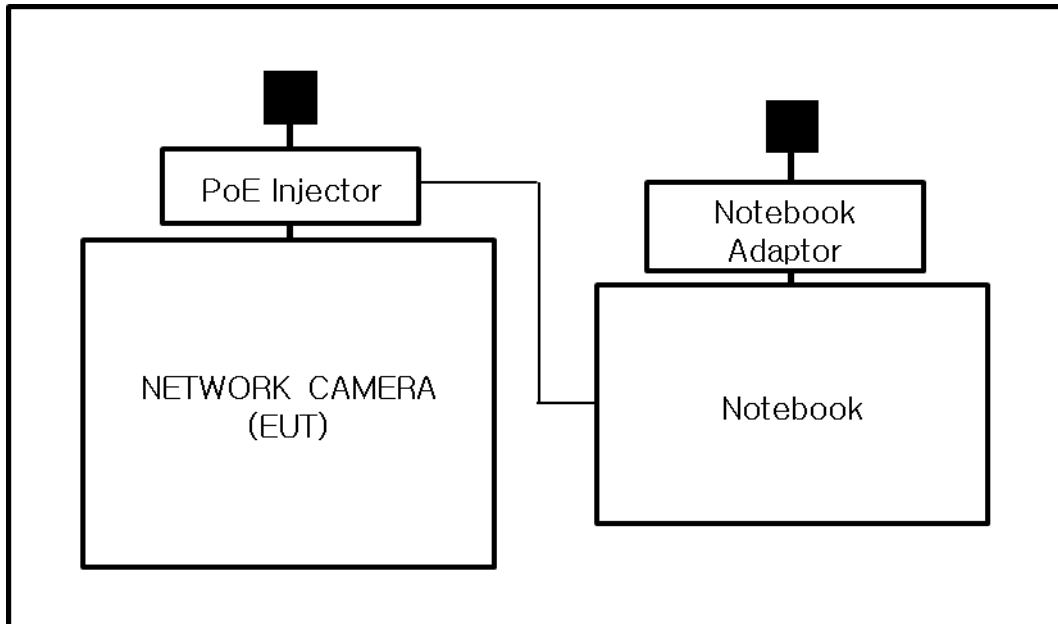 PoE Injector
Notebook
Adaptor
NETWORK CAMERA
(EUT)
Notebook